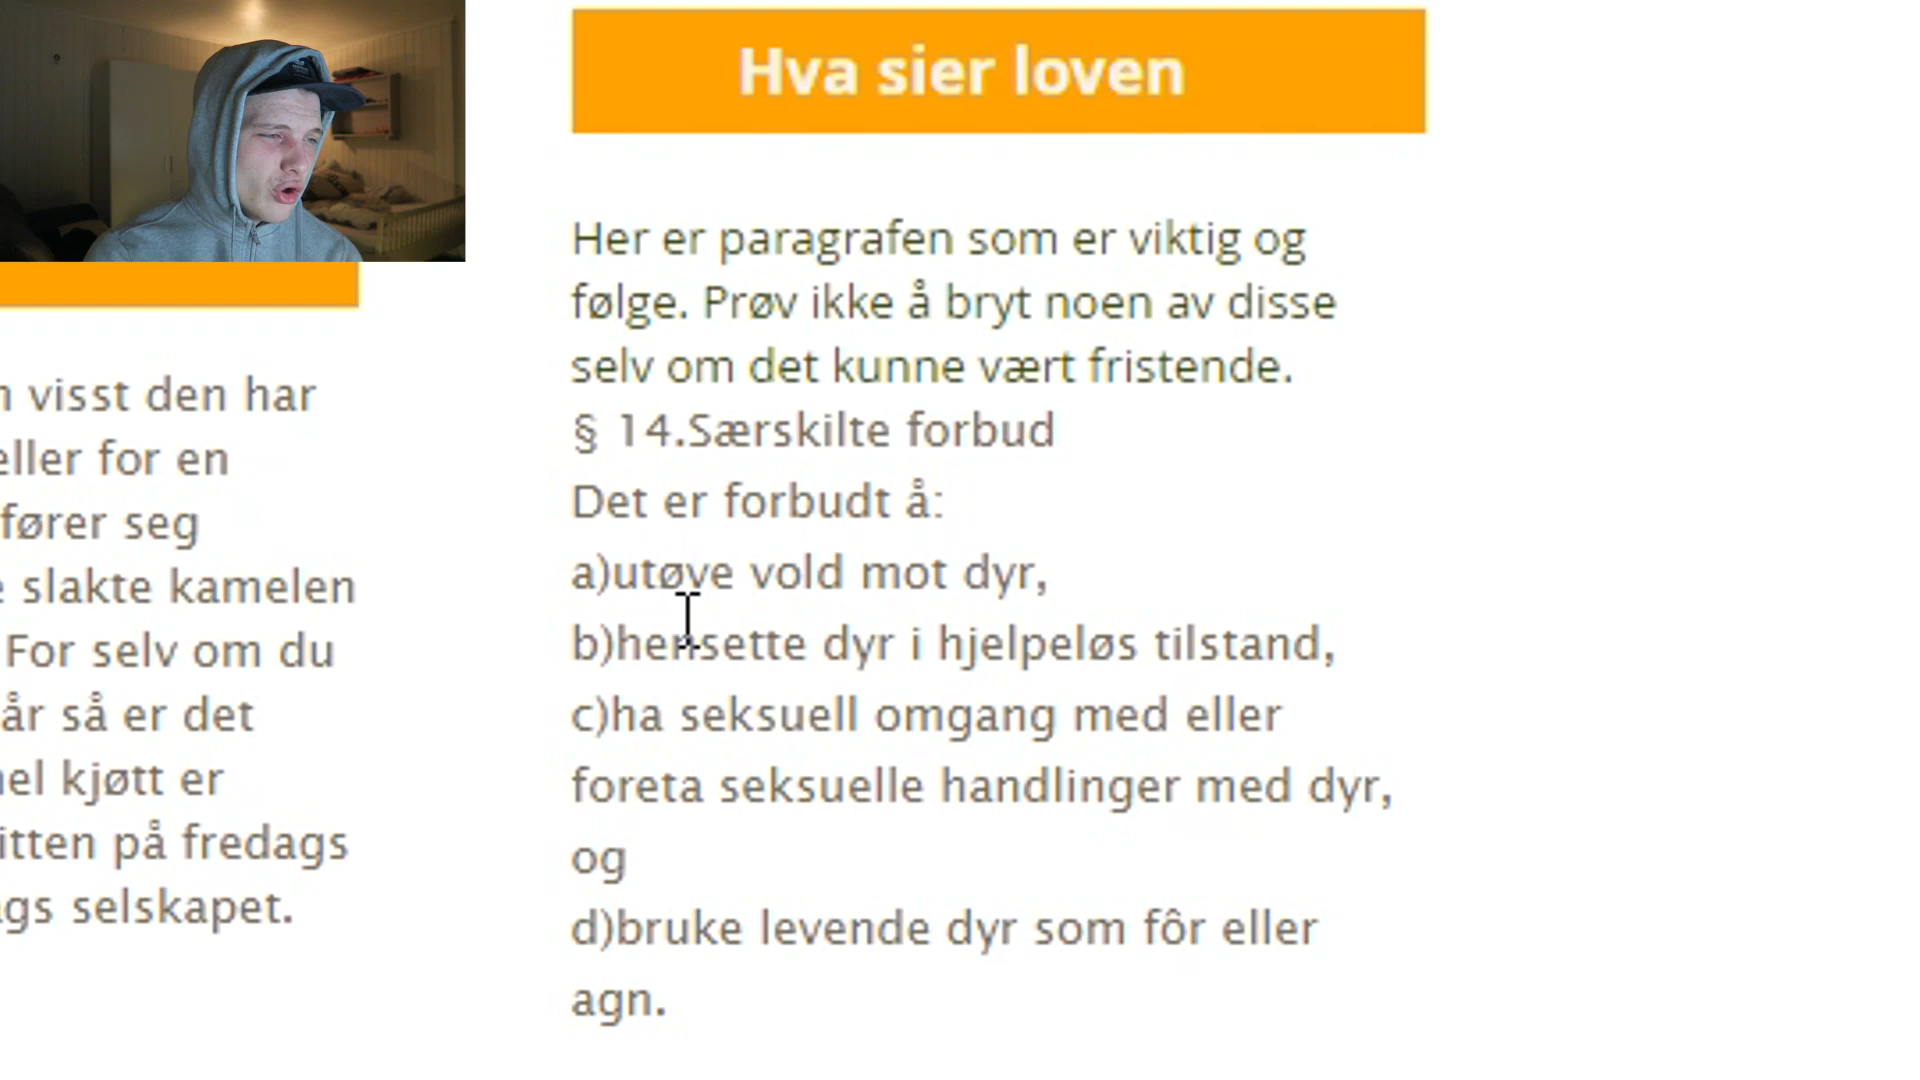 Hva sier loven
Her er paragrafen som er viktig og
følge. Prøv ikke å bryt noen av disse
selv om det kunne vært fristende.
§ 14.Særskilte forbud
Det er forbudt å:
a)utøve vold mot dyr,
b)hensette dyr i hjelpeløs tilstand,
c)ha seksuell omgang med eller
foreta seksuelle handlinger med dyr,
og
d)bruke levende dyr som fôr eller
agn.
visst den har
eller for en
fører seg
slakte kamelen
For selv om du
år så er det
kjøtt er
på fredags
selskapet.